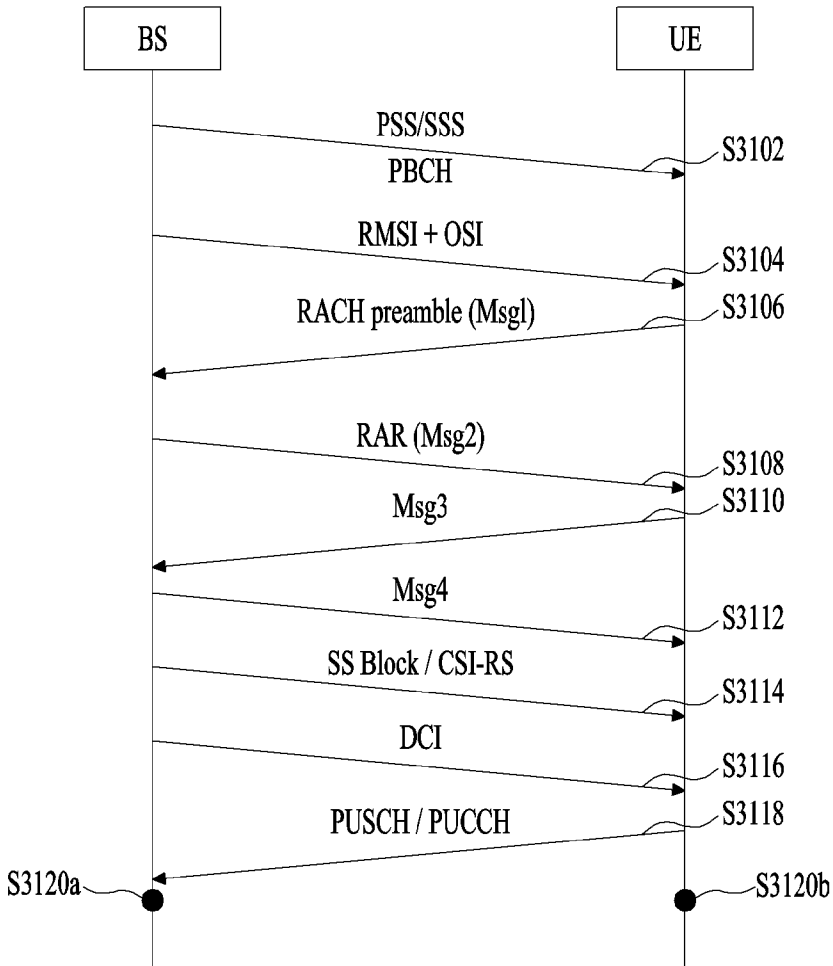 BS
UE
PSS/SSS
S3102
PBCH
RMSI + OSI
S3104
RACH preamble (Msgl)
S3106
RAR (Msg2)
S3108
Msg3
S3110
Msg4
S3112
SS Block / CSI-RS
S3114
DCI
S3116
PUSCH / PUCCH
S3118
S3120a
S3120b